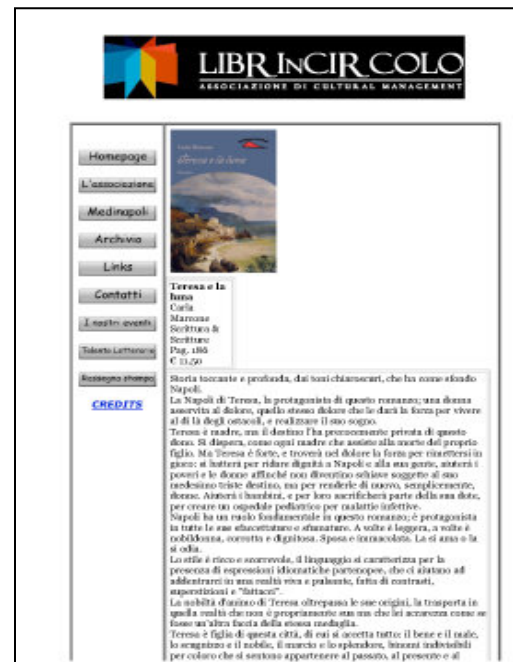 LIBRINCIRCOLO
ASSOCIAZIONE DI CULTURAL MANAGEMENT
Homepage
L'associazione
Medinapoli
Archivio
Links
Contatti
I nostri eventi
Talento Letterario
Rassegna stampa
CREDITS
Teresa e la luna
Teresa e la
luna
Carla
Marcone
Scrittura &
Scritture
Pag. 186
€ 11,50
Storia toccante e profonda, dai toni chiaroscuri, che ha come sfondo
Napoli.
La Napoli di Teresa, la protagonista di questo romanzo; una donna
asservita al dolore, quello stesso dolore che le darà la forza per vivere
al di là degli ostacoli, e realizzare il suo sogno.
Teresa è madre, ma il destino l'ha precocemente privata di questo
dono. Si dispera, come ogni madre che assiste alla morte del proprio
figlio. Ma Teresa è forte, e troverà nel dolore la forza per rimettersi in
gioco: si batterà per ridare dignità a Napoli e alla sua gente, aiuterà i
poveri e le donne affinché non diventino schiave soggette al suo
medesimo triste destino, ma per renderle di nuovo, semplicemente,
donne. Aiuterà i bambini, e per loro sacrificherà parte della sua dote,
per creare un ospedale pediatrico per malattie infettive.
Napoli ha un ruolo fondamentale in questo romanzo; è protagonista
in tutte le sue sfaccettature e sfumature. A volte è leggera, a volte è
nobildonna, corrotta e dignitosa. Sposa e immacolata. La si ama o la
si odia.
Lo stile è ricco e scorrevole, il linguaggio si caratterizza per la
presenza di espressioni idiomatiche partenopee, che ci aiutano ad
addentrarci in una realtà viva e pulsante, fatta di contrasti,
superstizioni e "fattacci".
La nobiltà d'animo di Teresa oltrepassa le sue origini, la trasporta in
quella realtà che non è propriamente sua ma che lei accarezza come se
fosse un'altra faccia della stessa medaglia.
Teresa è figlia di questa città, di cui si accetta tutto: il bene e il male,
lo scugnizzo e il nobile, il marcio e lo splendore, binomi indivisibili
per coloro che si sentono appartenere al passato, al presente e al